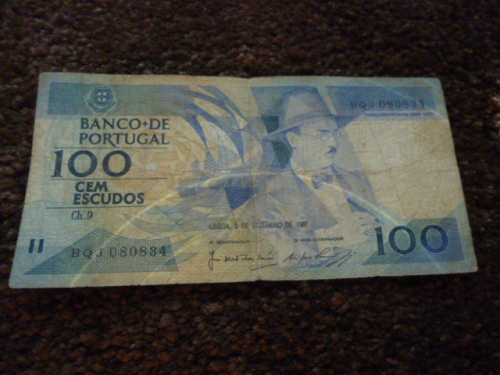 BQJ 080834
BANCO DE
PORTUGAL
100
CEM
ESCUDOS
Ch. 9
LISBOA, 3 DE DEZEMBRO DE 1987
100
BQJ 080834